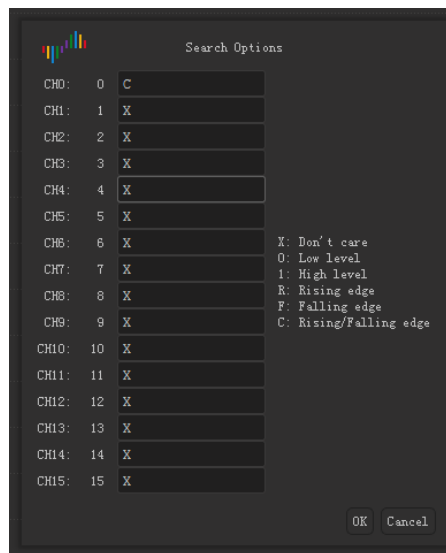 Search Options
CH0: 0 C
CH1: 1 X
CH2: 2 X
CH3: 3 X
CH4: 4 X
CH5: 5 X
CH6: 6 X
CH7: 7 X
CH8: 8 X
CH9: 9 X
CH10: 10 X
CH11: 11 X
CH12: 12 X
CH13: 13 X
CH14: 14 X
CH15: 15 X
X: Don't care
0: Low level
1: High level
R: Rising edge
F: Falling edge
C: Rising/Falling edge
OK Cancel